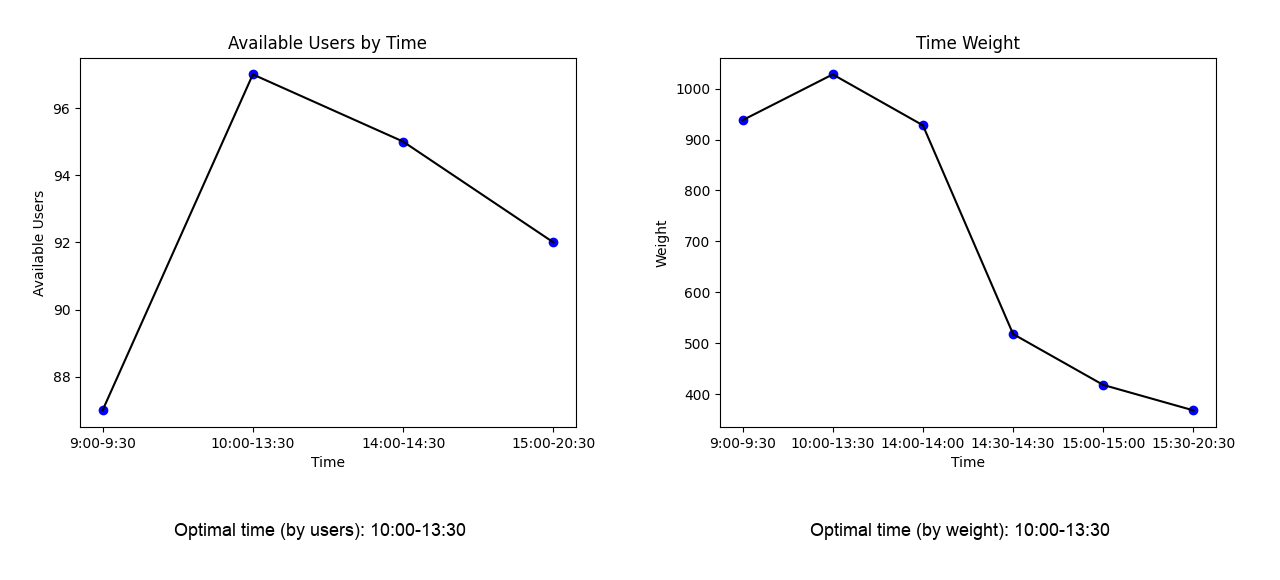 Available Users by Time
Available Users
96
94
92
90
88
9:00-9:30 10:00-13:30 14:00-14:30 15:00-20:30
Time
Optimal time (by users): 10:00-13:30
Time Weight
Weight
1000
900
800
700
600
500
400
9:00-9:30 10:00-13:30 14:00-14:00 14:30-14:30 15:00-15:00 15:30-20:30
Time
Optimal time (by weight): 10:00-13:30